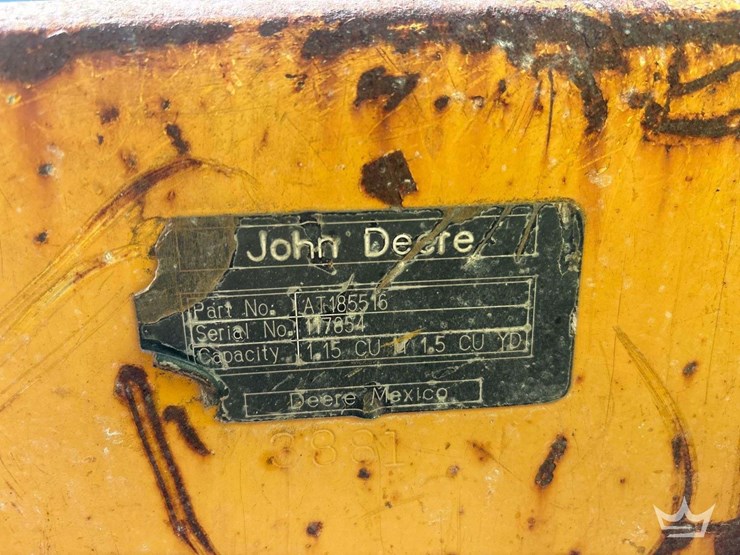 John Deere
Part No: AT185516
Serial No. 117854
Capacity 1.15 CU M 1.5 CU YD
Deere Mexico
3881